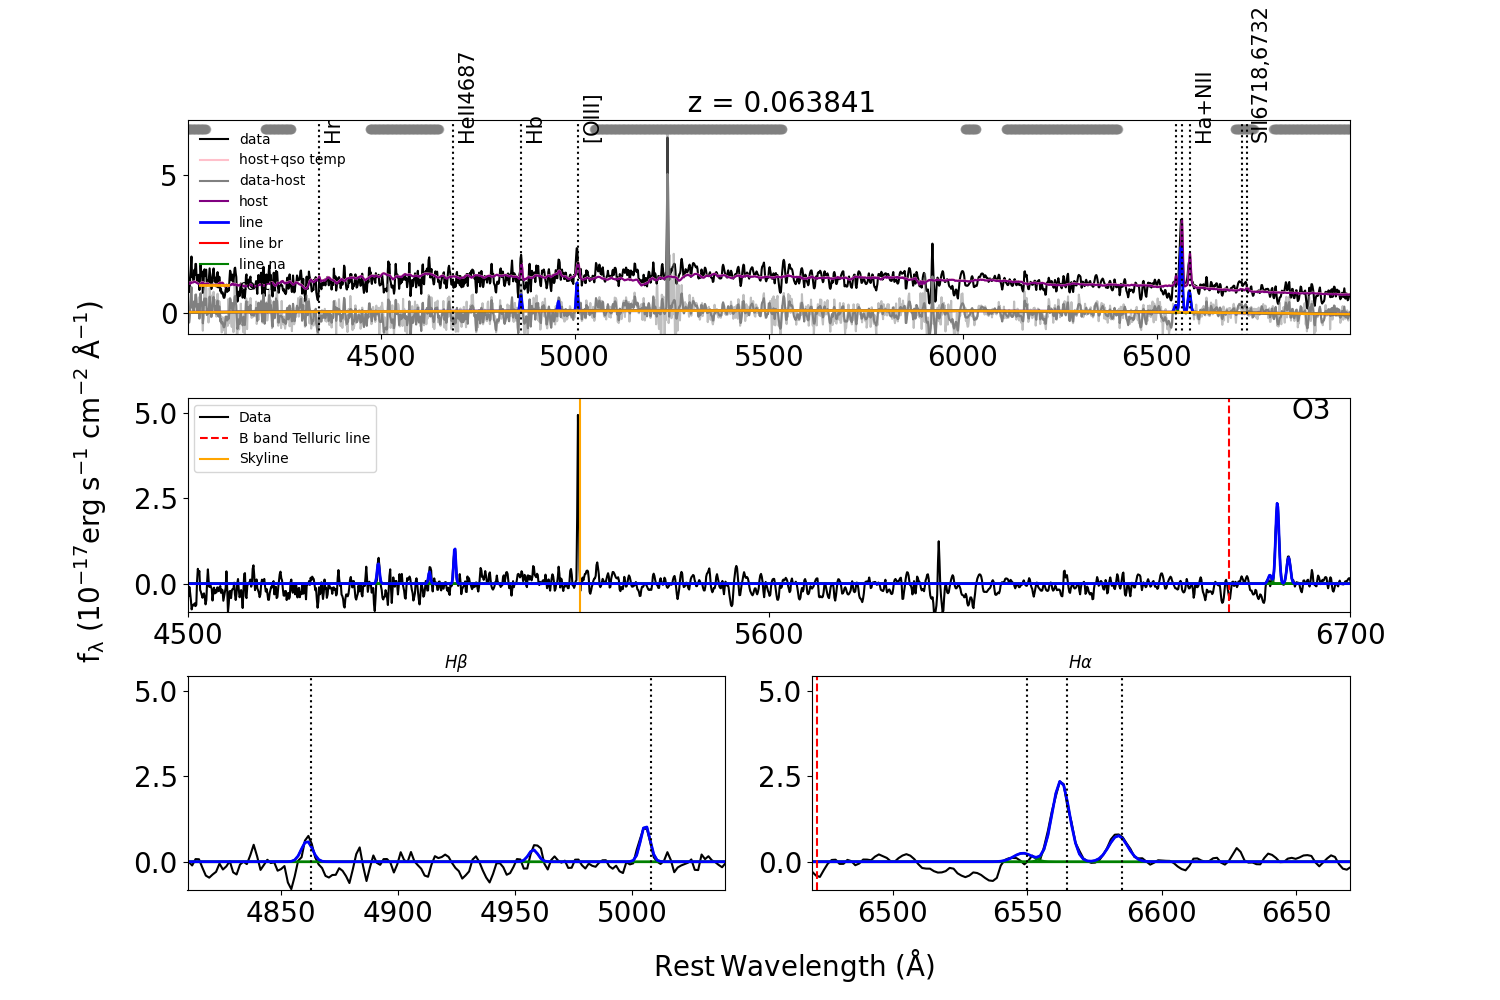 z = 0.063841
Hr
HeII4687
Hb
[OIII]
Ha+NII
SII6718,6732
data
host+qso temp
data-host
host
line
line br
line na
5
0
4500
5000
5500
6000
6500
O3
Data
B band Telluric line
Skyline
5.0
2.5
0.0
4500
5600
6700
fλ (10⁻¹⁷erg s⁻¹ cm⁻² Å⁻¹)
Hβ
5.0
2.5
0.0
4850
4900
4950
5000
Hα
5.0
2.5
0.0
6500
6550
6600
6650
Rest Wavelength (Å)